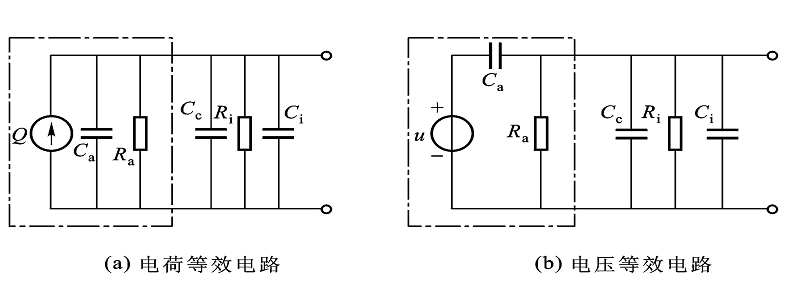 Q Ca Ra Cc Ri Ci
u + − Ca Ra Cc Ri Ci
(a) 电荷等效电路
(b) 电压等效电路